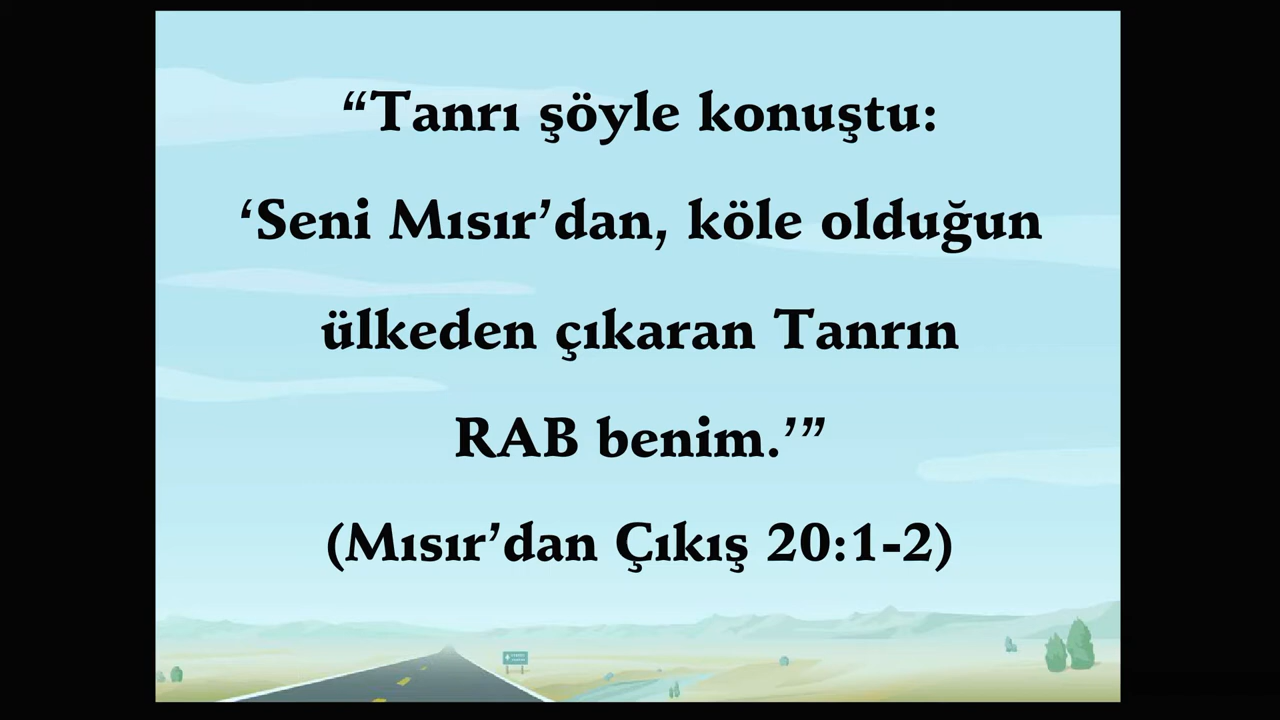 “Tanrı şöyle konuştu:
‘Seni Mısır’dan, köle olduğun
ülkeden çıkaran Tanrın
RAB benim.’”
(Mısır’dan Çıkış 20:1-2)